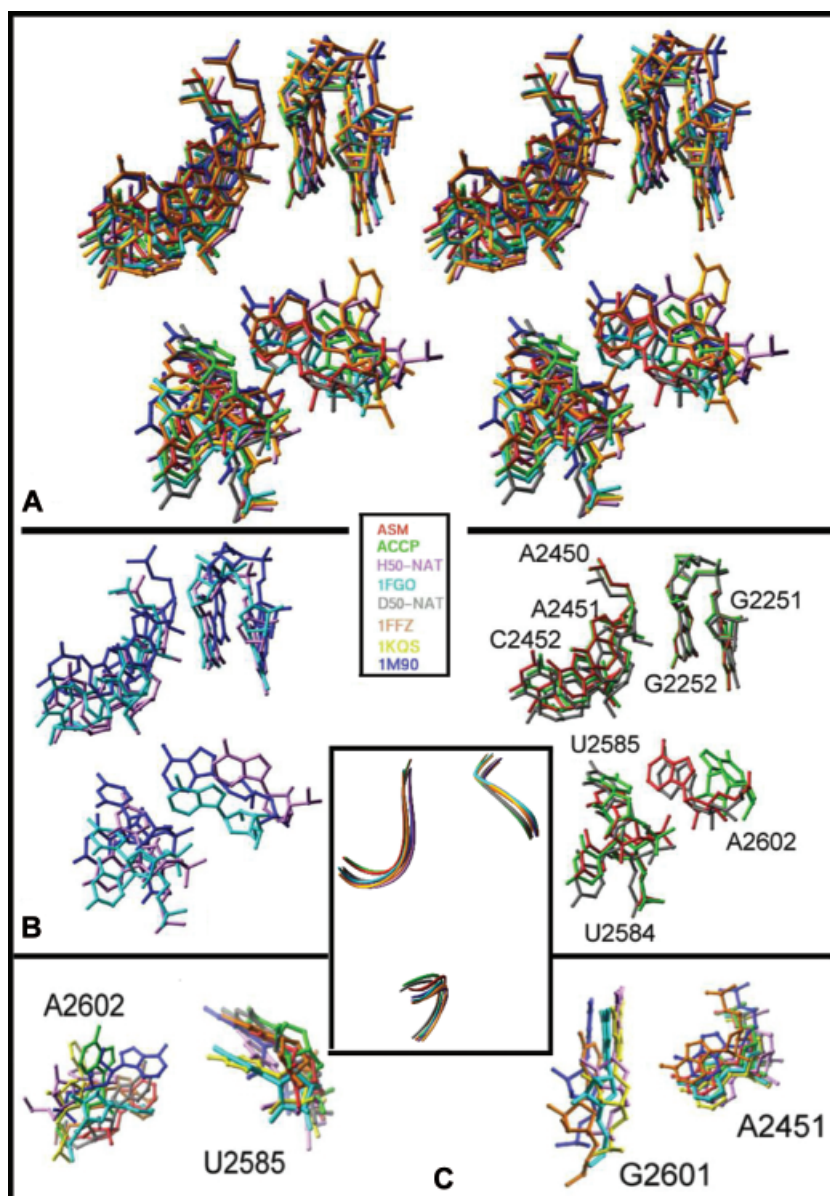 A
ASM
ACCP
H50-NAT
1FGO
D50-NAT
1FFZ
1KQS
1M90
A2450
A2451
G2251
C2452
G2252
U2585
A2602
U2584
B
A2602
U2585
G2601
A2451
C